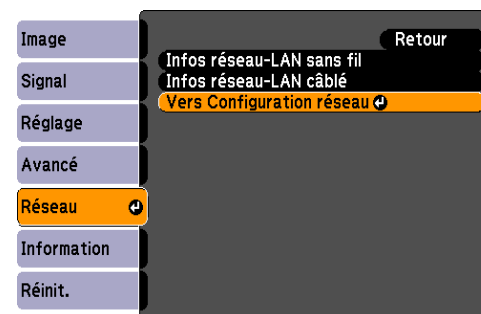 Image
Signal
Réglage
Avancé
Réseau
Information
Réinit.
Retour
Infos réseau-LAN sans fil
Infos réseau-LAN câblé
Vers Configuration réseau